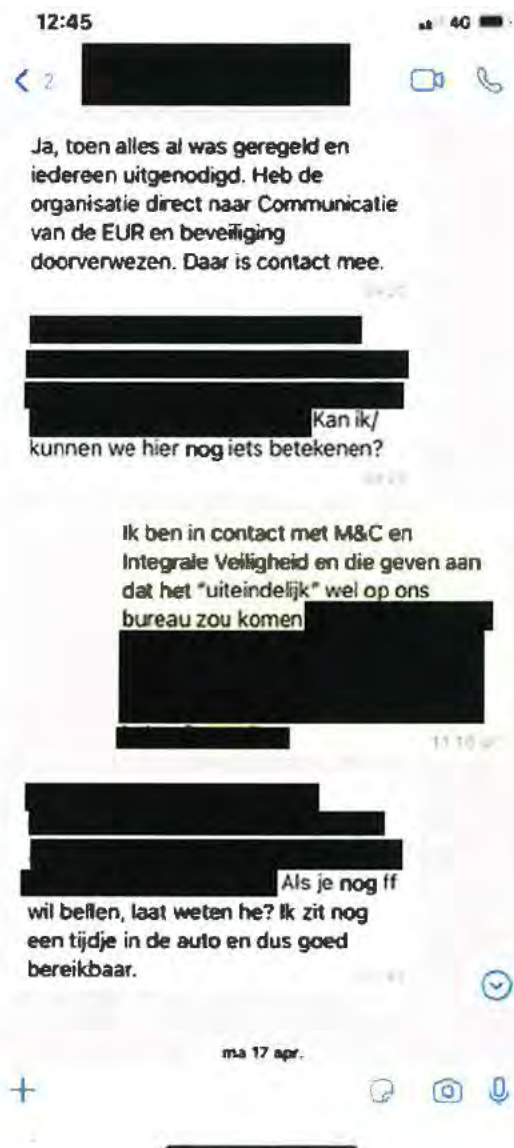 12:45
4G
2
Ja, toen alles al was geregeld en
iedereen uitgenodigd. Heb de
organisatie direct naar Communicatie
van de EUR en beveiliging
doorverwezen. Daar is contact mee.
Kan ik/
kunnen we hier nog iets betekenen?
Ik ben in contact met M&C en
Integrale Veiligheid en die geven aan
dat het "uiteindelijk" wel op ons
bureau zou komen
Als je nog ff
wil bellen, laat weten he? Ik zit nog
een tijdje in de auto en dus goed
bereikbaar.
ma 17 apr.